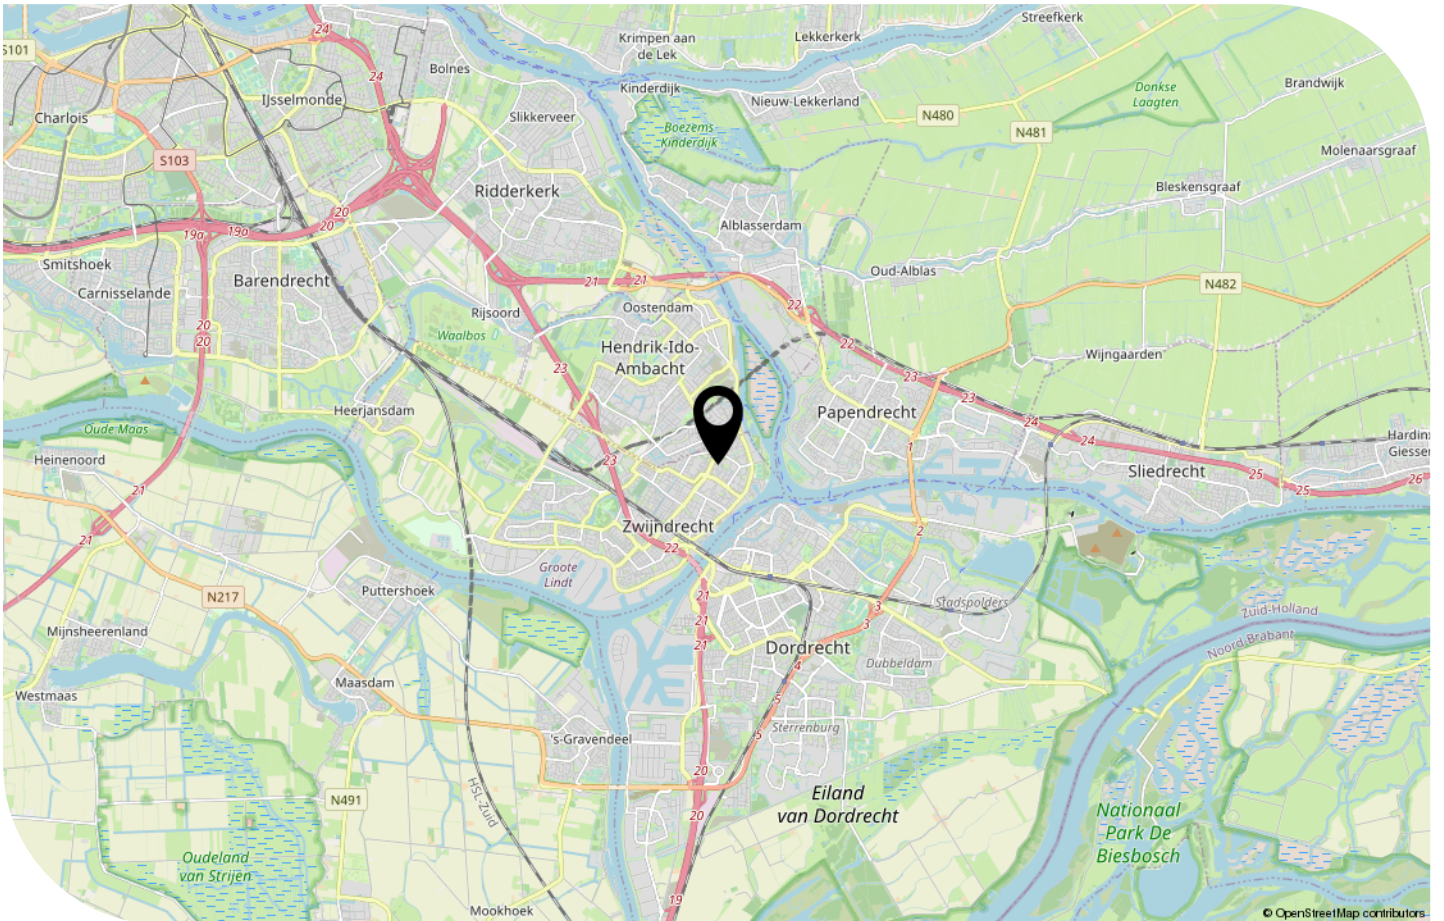 Streefkerk
24
Krimpen aan
de Lek
Lekkerkerk
S101
Bolnes
24
Kinderdijk
Donkse
Laagten
Brandwijk
IJsselmonde
Nieuw-Lekkerland
Charlois
Slikkerveer
N480
N481
Boezems
Kinderdijk
Molenaarsgraaf
S103
Ridderkerk
Bleskensgraaf
20
20
Alblasserdam
19a
19a
Smitshoek
Barendrecht
Oud-Alblas
21
21
N482
Carnisselande
Oostendam
22
Rijsoord
20
20
Waalbos
Hendrik-Ido-
Ambacht
22
Wijngaarden
23
23
23
Heerjansdam
Papendrecht
24
Oude Maas
24
Hardinx
Giessen
1
Heinenoord
23
23
Sliedrecht
25
26
25
21
Zwijndrecht
2
21
22
Groote
Lindt
Puttershoek
N217
21
3
Stadspolders
Zuid-Holland
21
3
Mijnsheerenland
21
Dordrecht
Noord-Brabant
4
Dubbeldam
Maasdam
Westmaas
5
Sterrenburg
5
's-Gravendeel
20
HSL-Zuid
N491
Eiland
van Dordrecht
20
Nationaal
Park De
Biesbosch
Oudeland
van Strijen
19
Mookhoek
© OpenStreetMap contributors